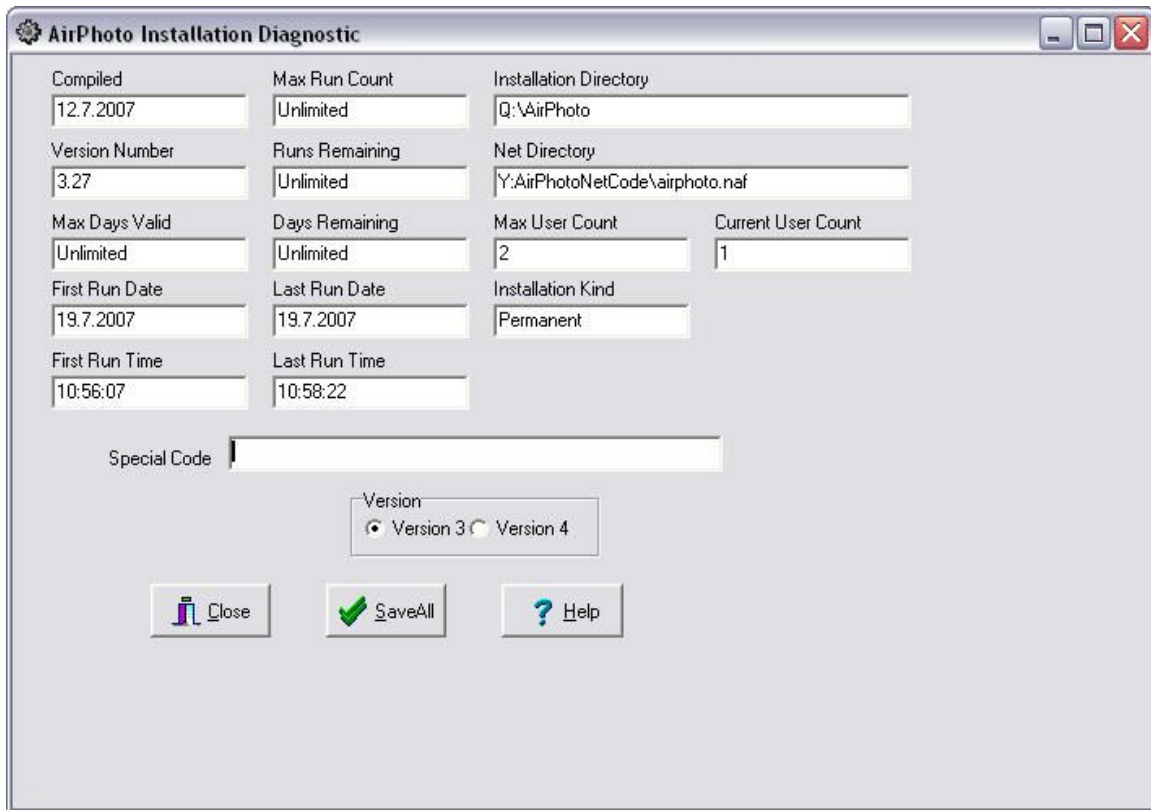 AirPhoto Installation Diagnostic
Compiled Max Run Count Installation Directory
12.7.2007 Unlimited Q:\AirPhoto
Version Number Runs Remaining Net Directory
3.27 Unlimited Y:AirPhotoNetCode\airphoto.naf
Max Days Valid Days Remaining Max User Count Current User Count
Unlimited Unlimited 2 1
First Run Date Last Run Date Installation Kind
19.7.2007 19.7.2007 Permanent
First Run Time Last Run Time
10:56:07 10:58:22
Special Code
Version
Version 3 Version 4
Close SaveAll Help